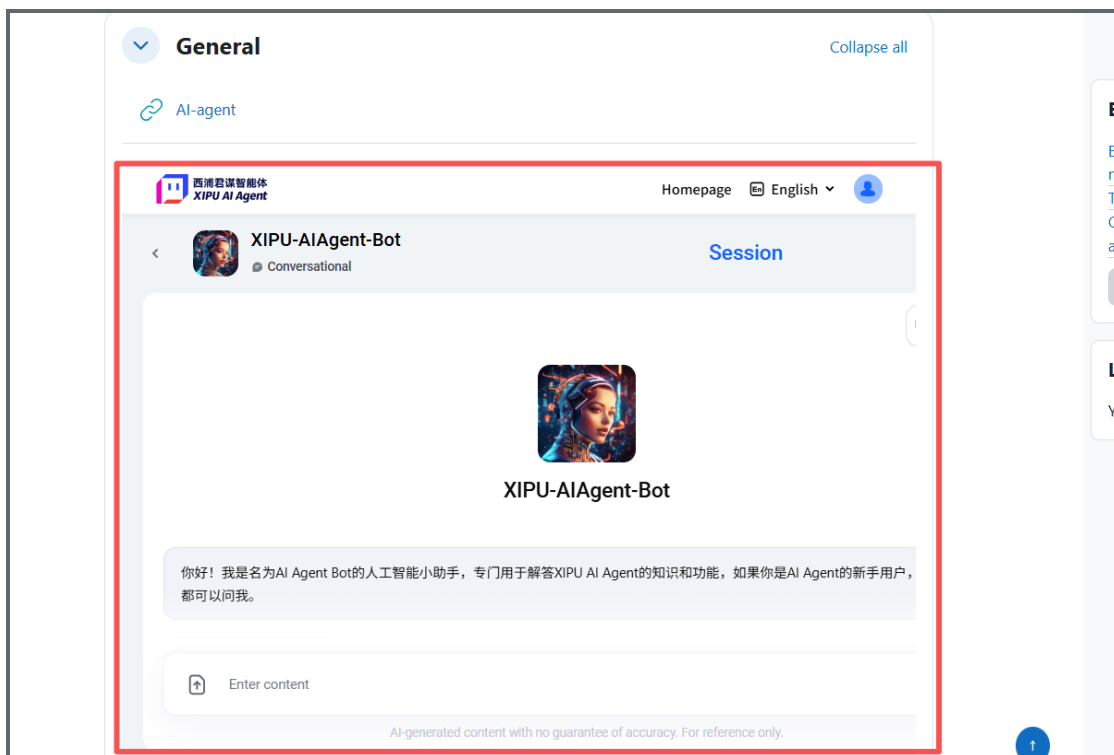 General
Collapse all
AI-agent
西浦君谋智能体
XIPU AI Agent
Homepage
En
English
XIPU-AIAgent-Bot
Conversational
Session
XIPU-AIAgent-Bot
你好！我是名为AI Agent Bot的人工智能小助手，专门用于解答XIPU AI Agent的知识和功能，如果你是AI Agent的新手用户，
都可以问我。
Enter content
AI-generated content with no guarantee of accuracy. For reference only.